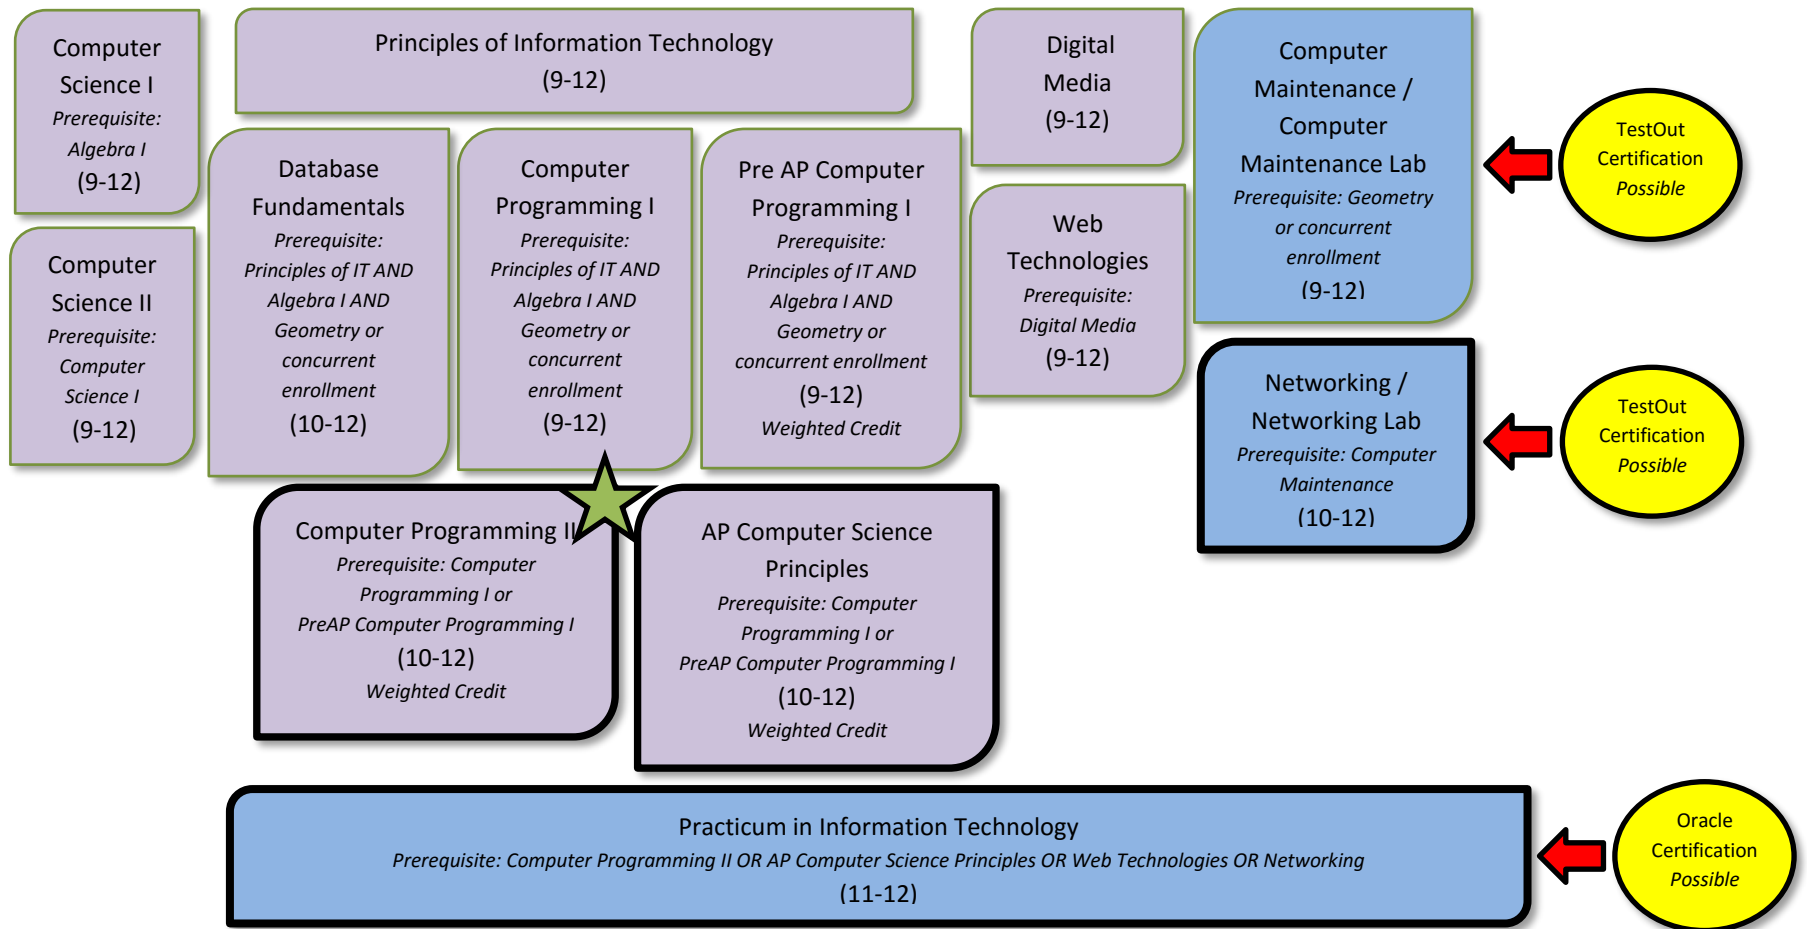 Computer
Science I
Prerequisite:
Algebra I
(9-12)
Principles of Information Technology
(9-12)
Digital
Media
(9-12)
Computer
Maintenance /
Computer
Maintenance Lab
Prerequisite: Geometry
or concurrent
enrollment
(9-12)
TestOut
Certification
Possible
Computer
Science II
Prerequisite:
Computer
Science I
(9-12)
Database
Fundamentals
Prerequisite:
Principles of IT AND
Algebra I AND
Geometry or
concurrent
enrollment
(10-12)
Computer
Programming I
Prerequisite:
Principles of IT AND
Algebra I AND
Geometry or
concurrent
enrollment
(9-12)
Pre AP Computer
Programming I
Prerequisite:
Principles of IT AND
Algebra I AND
Geometry or
concurrent enrollment
(9-12)
Weighted Credit
Web
Technologies
Prerequisite:
Digital Media
(9-12)
Networking /
Networking Lab
Prerequisite: Computer
Maintenance
(10-12)
TestOut
Certification
Possible
Computer Programming II
Prerequisite: Computer
Programming I or
PreAP Computer Programming I
(10-12)
Weighted Credit
AP Computer Science
Principles
Prerequisite: Computer
Programming I or
PreAP Computer Programming I
(10-12)
Weighted Credit
Practicum in Information Technology
Prerequisite: Computer Programming II OR AP Computer Science Principles OR Web Technologies OR Networking
(11-12)
Oracle
Certification
Possible